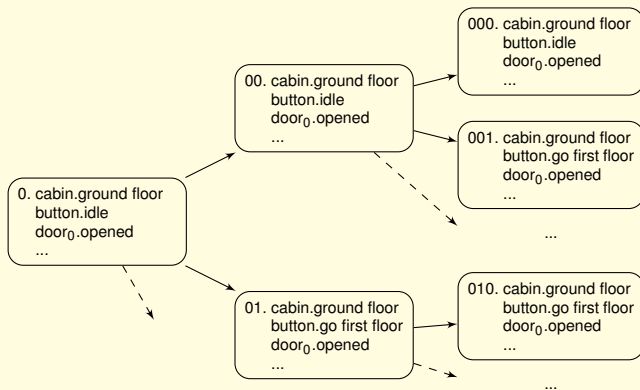 0. cabin.ground floor
button.idle
door0.opened
...
00. cabin.ground floor
button.idle
door0.opened
...
01. cabin.ground floor
button.go first floor
door0.opened
...
000. cabin.ground floor
button.idle
door0.opened
...
001. cabin.ground floor
button.go first floor
door0.opened
...
...
010. cabin.ground floor
button.go first floor
door0.opened
...
...